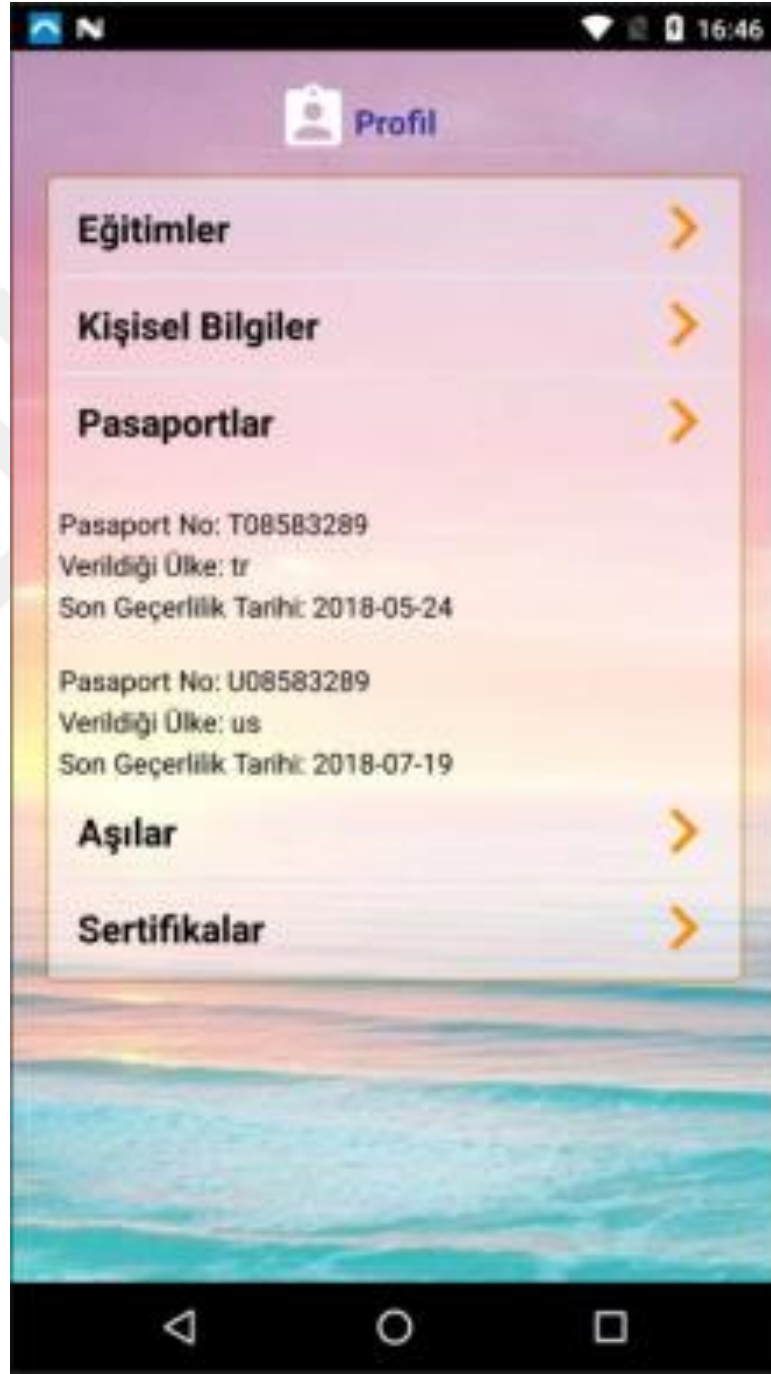 16:46
Profil
Eğitimler
Kişisel Bilgiler
Pasaportlar
Pasaport No: T08583289
Verildiği Ülke: tr
Son Geçerlilik Tarihi: 2018-05-24
Pasaport No: U08583289
Verildiği Ülke: us
Son Geçerlilik Tarihi: 2018-07-19
Aşılar
Sertifikalar